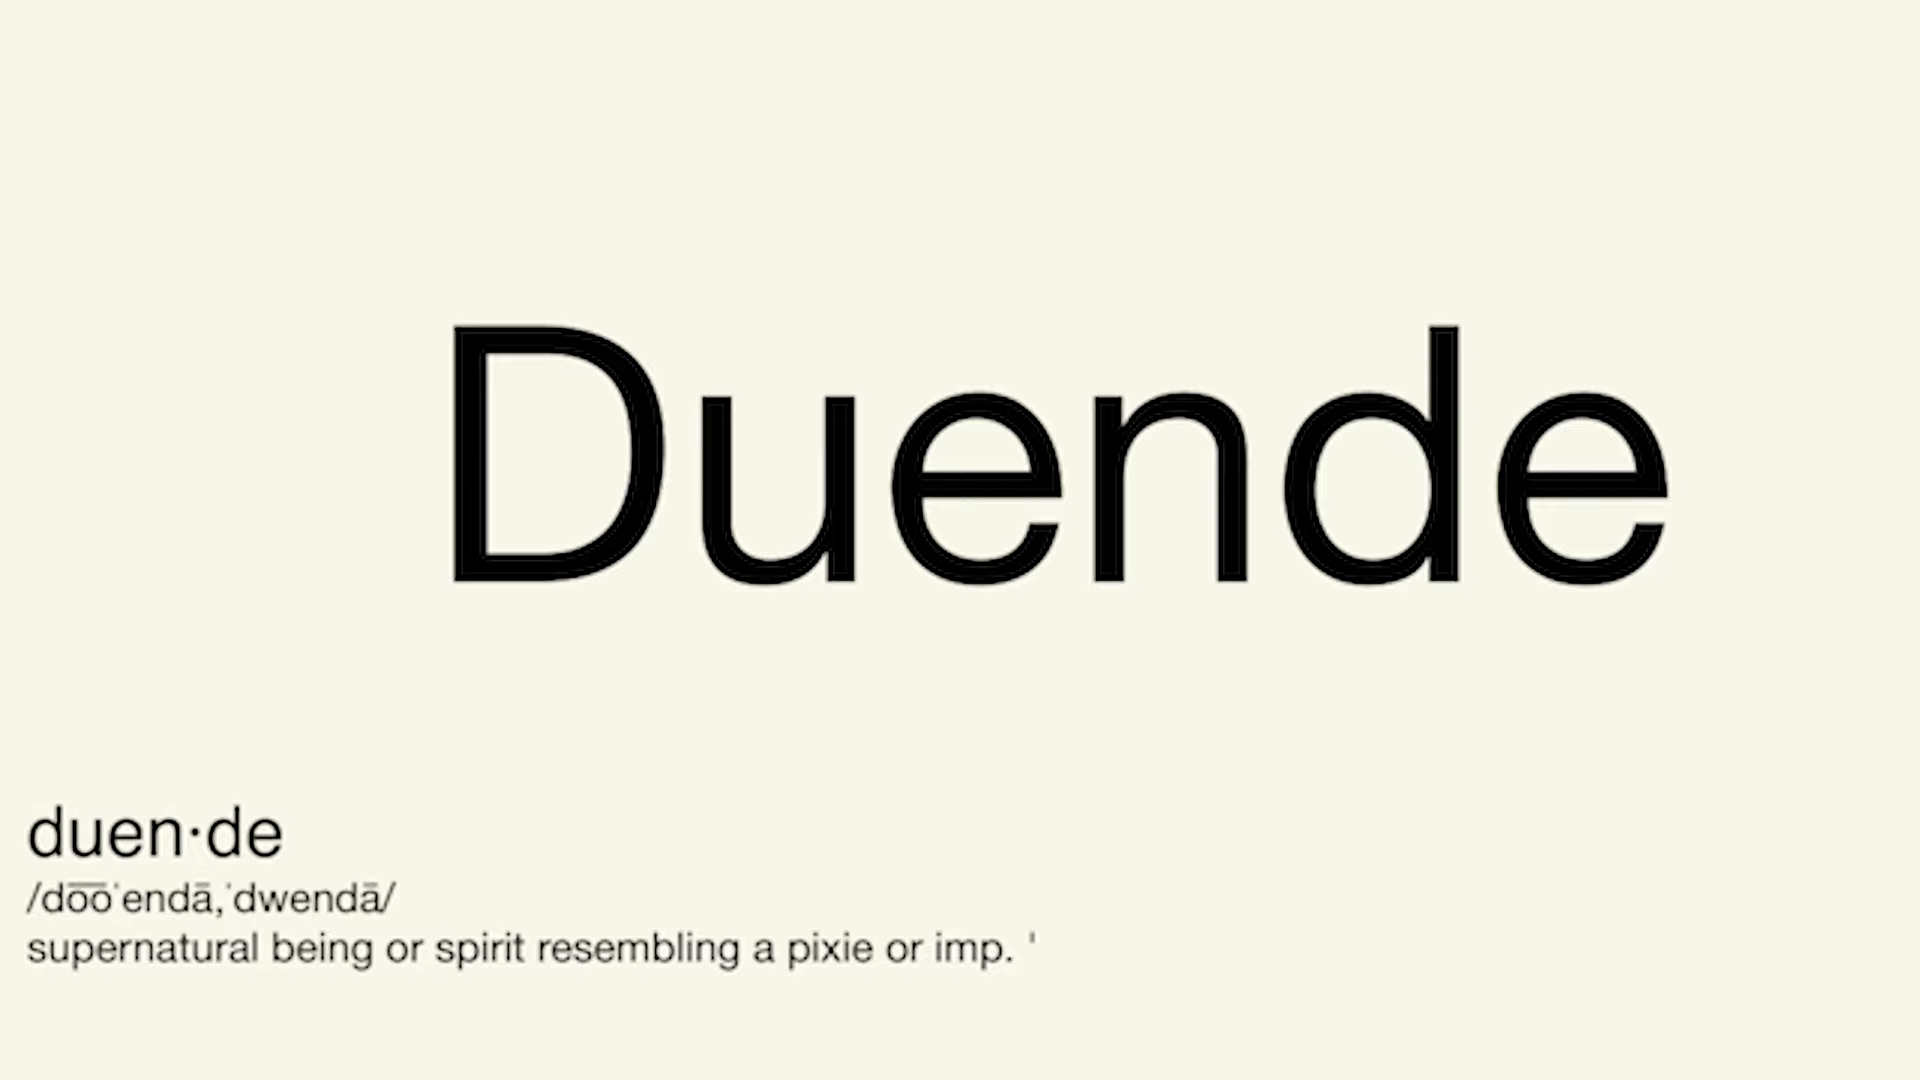 Duende
duen·de
/do͞oˈendā,ˈdwendā/
supernatural being or spirit resembling a pixie or imp. '